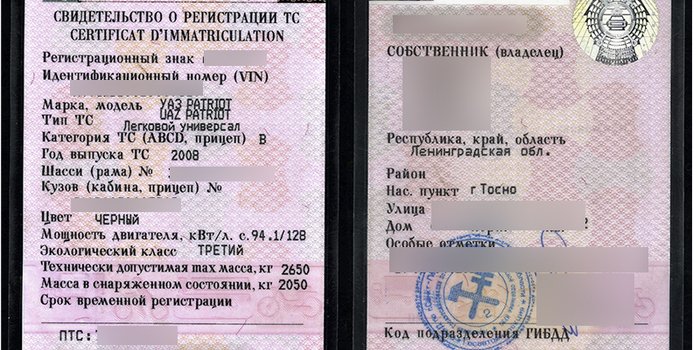 СВИДЕТЕЛЬСТВО О РЕГИСТРАЦИИ ТС
CERTIFICAT D'IMMATRICULATION
Регистрационный знак
Идентификационный номер (VIN)
Марка, модель УАЗ PATRIOT
UAZ PATRIOT
Тип ТС Легковой универсал
Категория ТС (ABCD, прицеп) B
Год выпуска ТС 2008
Шасси (рама) №
Кузов (кабина, прицеп) №
Цвет ЧЕРНЫЙ
Мощность двигателя, кВт/л. с. 94.1/128
Экологический класс ТРЕТИЙ
Технически допустимая max масса, кг 2650
Масса в снаряженном состоянии, кг 2050
Срок временной регистрации
ПТС:
СОБСТВЕННИК (владелец)
Республика, край, область
Ленинградская обл.
Район
Нас. пункт г Тосно
Улица
Дом
Особые отметки
Код подразделения ГИБДД